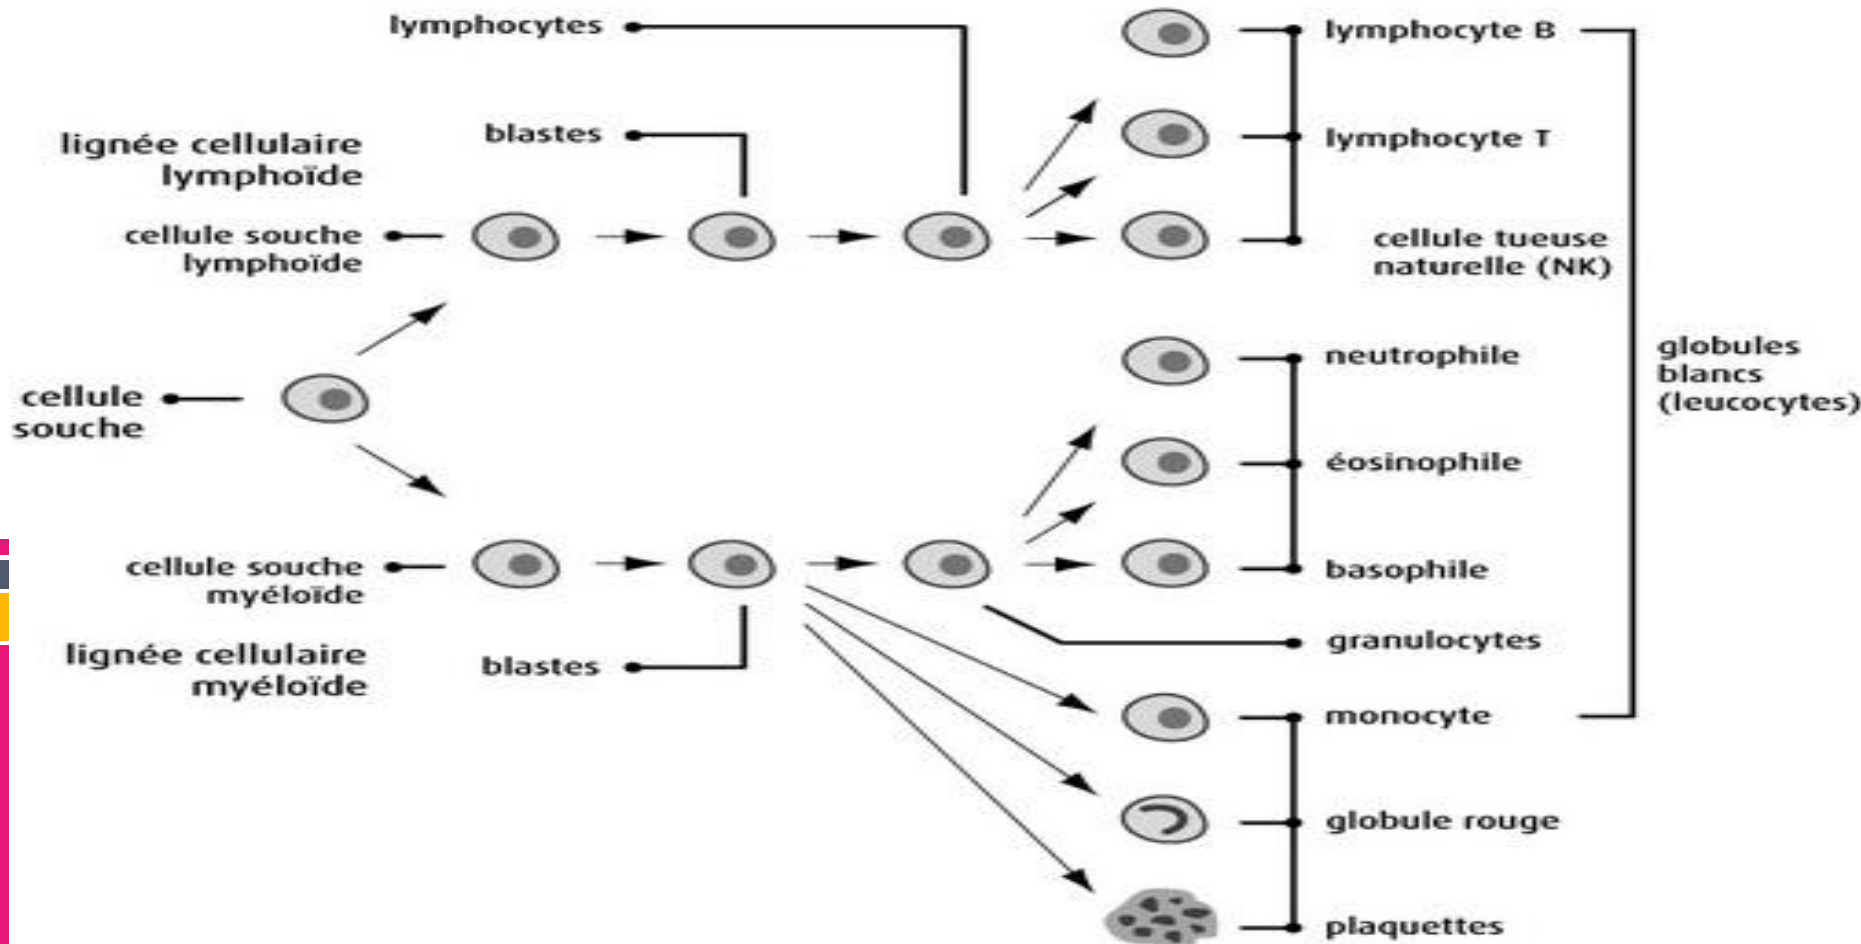 lymphocytes
lymphocyte B
blastes
lymphocyte T
lignée cellulaire
lymphoïde
cellule souche
lymphoïde
cellule tueuse
naturelle (NK)
cellule
souche
neutrophile
globules
blancs
(leucocytes)
éosinophile
cellule souche
myéloïde
basophile
lignée cellulaire
myéloïde
blastes
granulocytes
monocyte
globule rouge
plaquettes